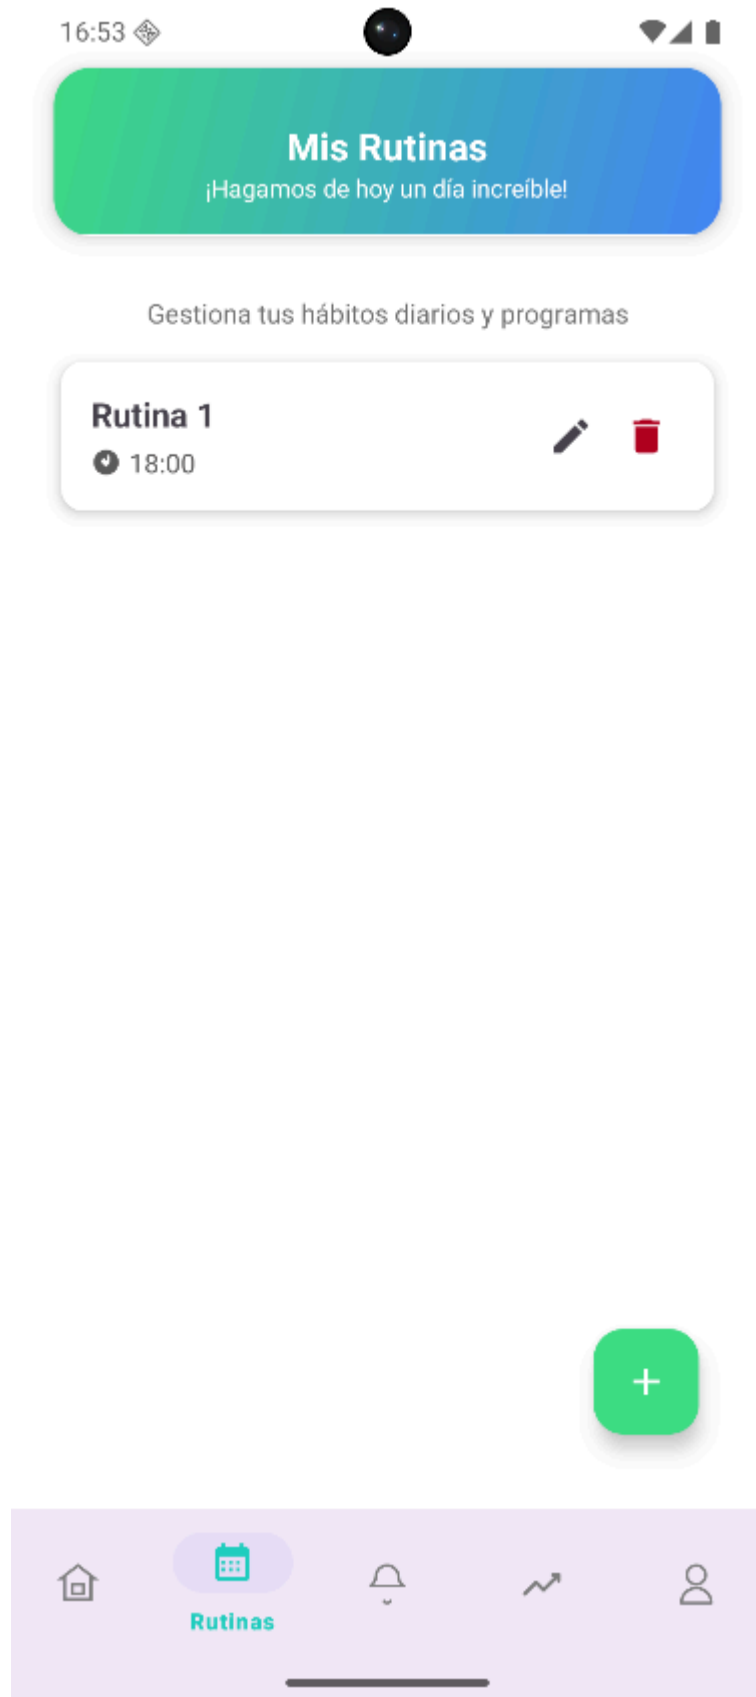 16:53
Mis Rutinas
¡Hagamos de hoy un día increíble!
Gestiona tus hábitos diarios y programas
Rutina 1
18:00
+
Rutinas